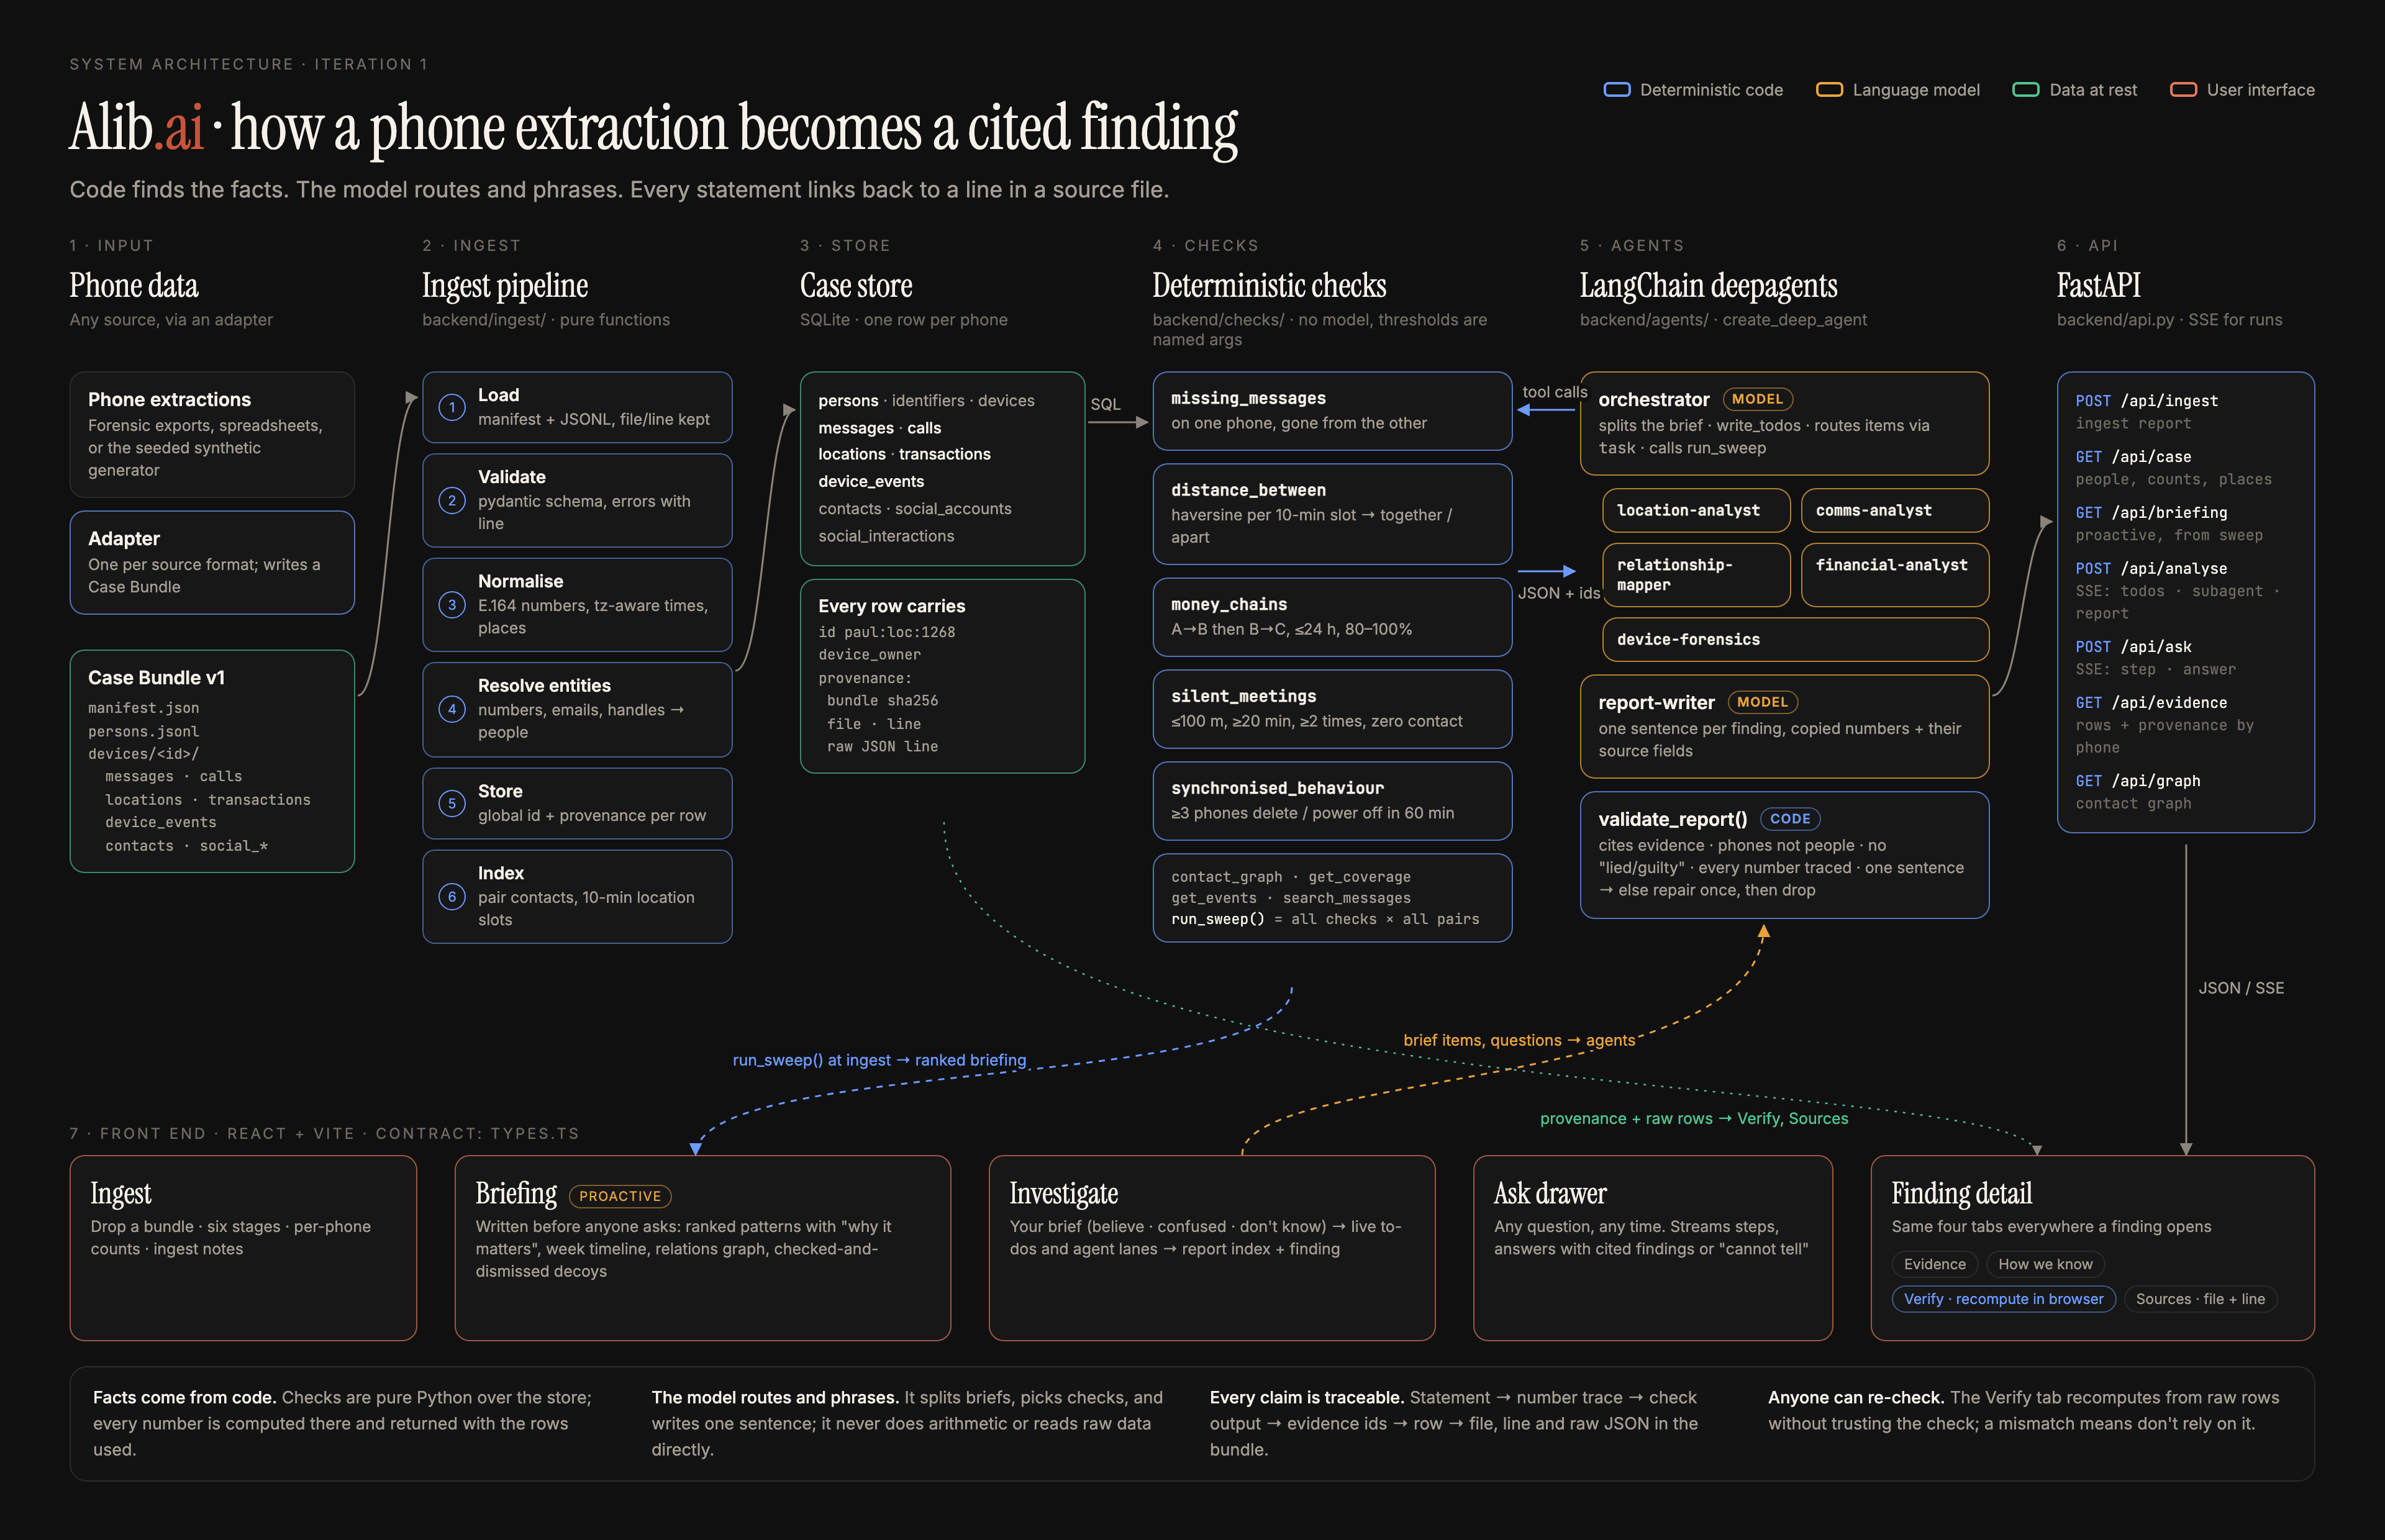 SYSTEM ARCHITECTURE · ITERATION 1
Alib.ai · how a phone extraction becomes a cited finding
Code finds the facts. The model routes and phrases. Every statement links back to a line in a source file.
Deterministic code
Language model
Data at rest
User interface
1 · INPUT
Phone data
Any source, via an adapter
Phone extractions
Forensic exports, spreadsheets,
or the seeded synthetic
generator
Adapter
One per source format; writes a
Case Bundle
Case Bundle v1
manifest.json
persons.jsonl
devices/<id>/
messages · calls
locations · transactions
device_events
contacts · social_*
2 · INGEST
Ingest pipeline
backend/ingest/ · pure functions
1
Load
manifest + JSONL, file/line kept
2
Validate
pydantic schema, errors with
line
3
Normalise
E.164 numbers, tz-aware times,
places
4
Resolve entities
numbers, emails, handles →
people
5
Store
global id + provenance per row
6
Index
pair contacts, 10-min location
slots
3 · STORE
Case store
SQLite · one row per phone
persons · identifiers · devices
messages · calls
locations · transactions
device_events
contacts · social_accounts
social_interactions
Every row carries
id paul:loc:1268
device_owner
provenance:
bundle sha256
file · line
raw JSON line
SQL
4 · CHECKS
Deterministic checks
backend/checks/ · no model, thresholds are
named args
missing_messages
on one phone, gone from the other
distance_between
haversine per 10-min slot → together /
apart
money_chains
A→B then B→C, ≤24 h, 80–100%
silent_meetings
≤100 m, ≥20 min, ≥2 times, zero contact
synchronised_behaviour
≥3 phones delete / power off in 60 min
contact_graph · get_coverage
get_events · search_messages
run_sweep() = all checks × all pairs
tool calls
JSON + ids
5 · AGENTS
LangChain deepagents
backend/agents/ · create_deep_agent
orchestrator MODEL
splits the brief · write_todos · routes items via
task · calls run_sweep
location-analyst
comms-analyst
relationship-
mapper
financial-analyst
device-forensics
report-writer MODEL
one sentence per finding, copied numbers + their
source fields
validate_report() CODE
cites evidence · phones not people · no
"lied/guilty" · every number traced · one sentence
→ else repair once, then drop
6 · API
FastAPI
backend/api.py · SSE for runs
POST /api/ingest
ingest report
GET /api/case
people, counts, places
GET /api/briefing
proactive, from sweep
POST /api/analyse
SSE: todos · subagent ·
report
POST /api/ask
SSE: step · answer
GET /api/evidence
rows + provenance by
phone
GET /api/graph
contact graph
JSON / SSE
run_sweep() at ingest → ranked briefing
brief items, questions → agents
provenance + raw rows → Verify, Sources
7 · FRONT END · REACT + VITE · CONTRACT: TYPES.TS
Ingest
Drop a bundle · six stages · per-phone
counts · ingest notes
Briefing PROACTIVE
Written before anyone asks: ranked patterns with "why it
matters", week timeline, relations graph, checked-and-
dismissed decoys
Investigate
Your brief (believe · confused · don't know) → live to-
dos and agent lanes → report index + finding
Ask drawer
Any question, any time. Streams steps,
answers with cited findings or "cannot tell"
Finding detail
Same four tabs everywhere a finding opens
Evidence
How we know
Verify · recompute in browser
Sources · file + line
Facts come from code. Checks are pure Python over the store;
every number is computed there and returned with the rows
used.
The model routes and phrases. It splits briefs, picks checks, and
writes one sentence; it never does arithmetic or reads raw data
directly.
Every claim is traceable. Statement → number trace → check
output → evidence ids → row → file, line and raw JSON in the
bundle.
Anyone can re-check. The Verify tab recomputes from raw rows
without trusting the check; a mismatch means don't rely on it.